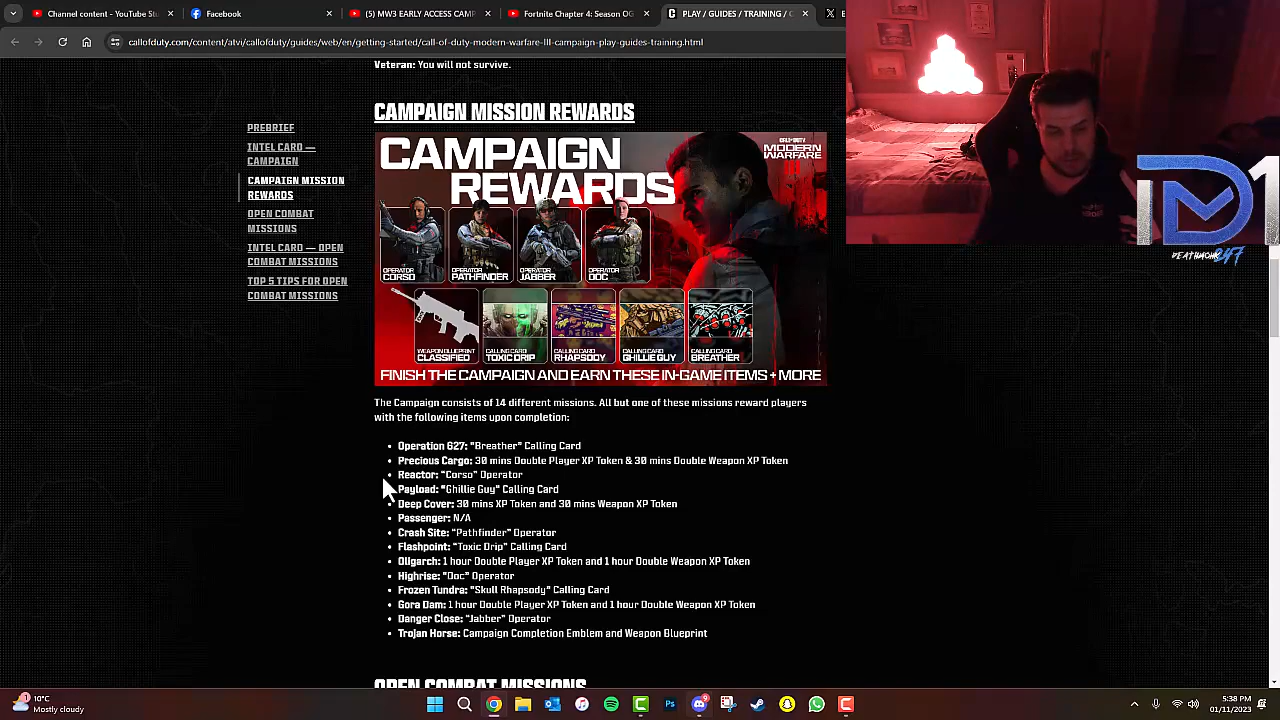 Channel content - YouTube Stu
Facebook
(5) MW3 EARLY ACCESS CAMP
Fortnite Chapter 4: Season OG
PLAY / GUIDES / TRAINING / C
callofduty.com/atvi/callofduty/guides/web/en/getting-started/call-of-duty-modern-warfare-III-campaign-play-guides-training.html
Veteran: You will not survive.
CAMPAIGN MISSION REWARDS
PREBRIEF
INTEL CARD —
CAMPAIGN
CAMPAIGN MISSION
REWARDS
OPEN COMBAT
MISSIONS
INTEL CARD — OPEN
COMBAT MISSIONS
TOP 5 TIPS FOR OPEN
COMBAT MISSIONS
CAMPAIGN
REWARDS
CALL OF DUTY
MODERN
WARFARE
III
OPERATOR
CORSO
OPERATOR
PATHFINDER
OPERATOR
JABBER
OPERATOR
DOC
WEAPON BLUEPRINT
CLASSIFIED
CALLING CARD
TOXIC DRIP
CALLING CARD
RHAPSODY
CALLING CARD
GHILLIE GUY
CALLING CARD
BREATHER
FINISH THE CAMPAIGN AND EARN THESE IN-GAME ITEMS + MORE
The Campaign consists of 14 different missions. All but one of these missions reward players
with the following items upon completion:
Operation 627: "Breather" Calling Card
Precious Cargo: 30 mins Double Player XP Token & 30 mins Double Weapon XP Token
Reactor: "Corso" Operator
Payload: "Ghillie Guy" Calling Card
Deep Cover: 30 mins XP Token and 30 mins Weapon XP Token
Passenger: N/A
Crash Site: "Pathfinder" Operator
Flashpoint: "Toxic Drip" Calling Card
Oligarch: 1 hour Double Player XP Token and 1 hour Double Weapon XP Token
Highrise: "Doc" Operator
Frozen Tundra: "Skull Rhapsody" Calling Card
Gora Dam: 1 hour Double Player XP Token and 1 hour Double Weapon XP Token
Danger Close: "Jabber" Operator
Trojan Horse: Campaign Completion Emblem and Weapon Blueprint
OPEN COMBAT MISSIONS
10°C
Mostly cloudy
5:38 PM
01/11/2023